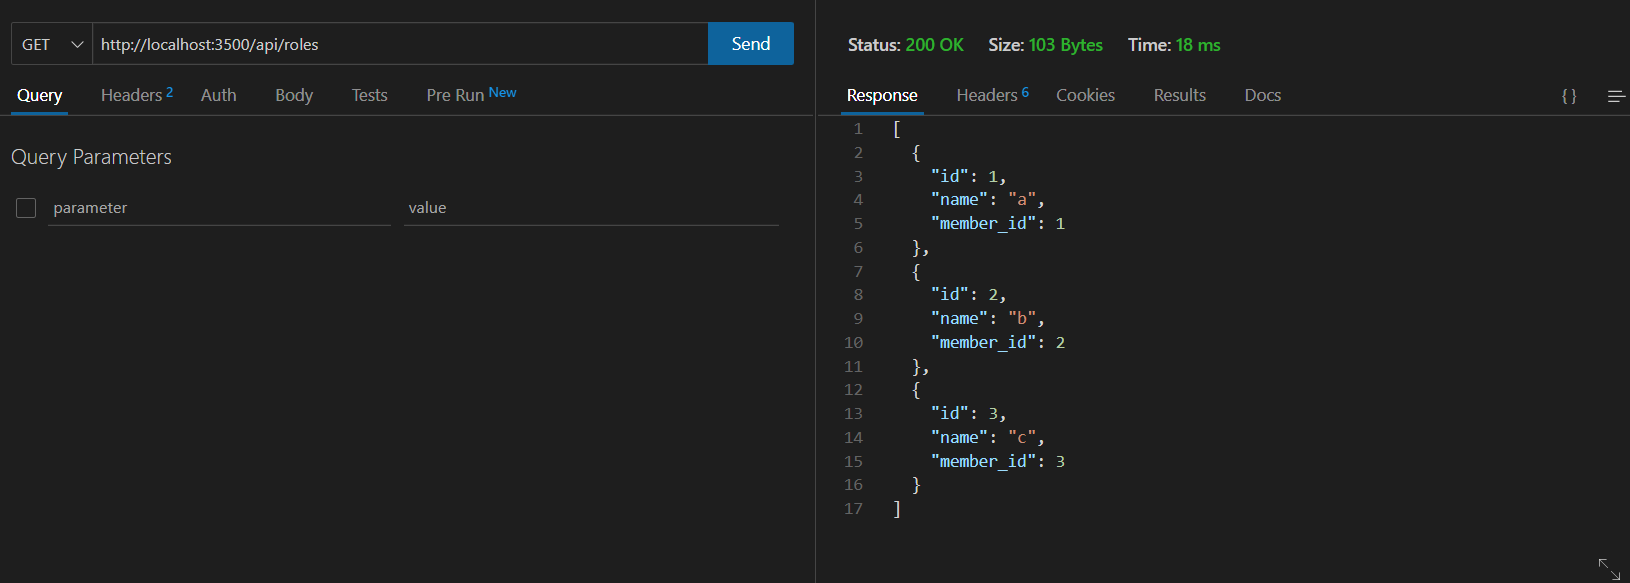 GET http://localhost:3500/api/roles Send
Query Headers 2 Auth Body Tests Pre Run New
Query Parameters
parameter value
Status: 200 OK Size: 103 Bytes Time: 18 ms
Response Headers 6 Cookies Results Docs {}
1 [
2 {
3 "id": 1,
4 "name": "a",
5 "member_id": 1
6 },
7 {
8 "id": 2,
9 "name": "b",
10 "member_id": 2
11 },
12 {
13 "id": 3,
14 "name": "c",
15 "member_id": 3
16 }
17 ]